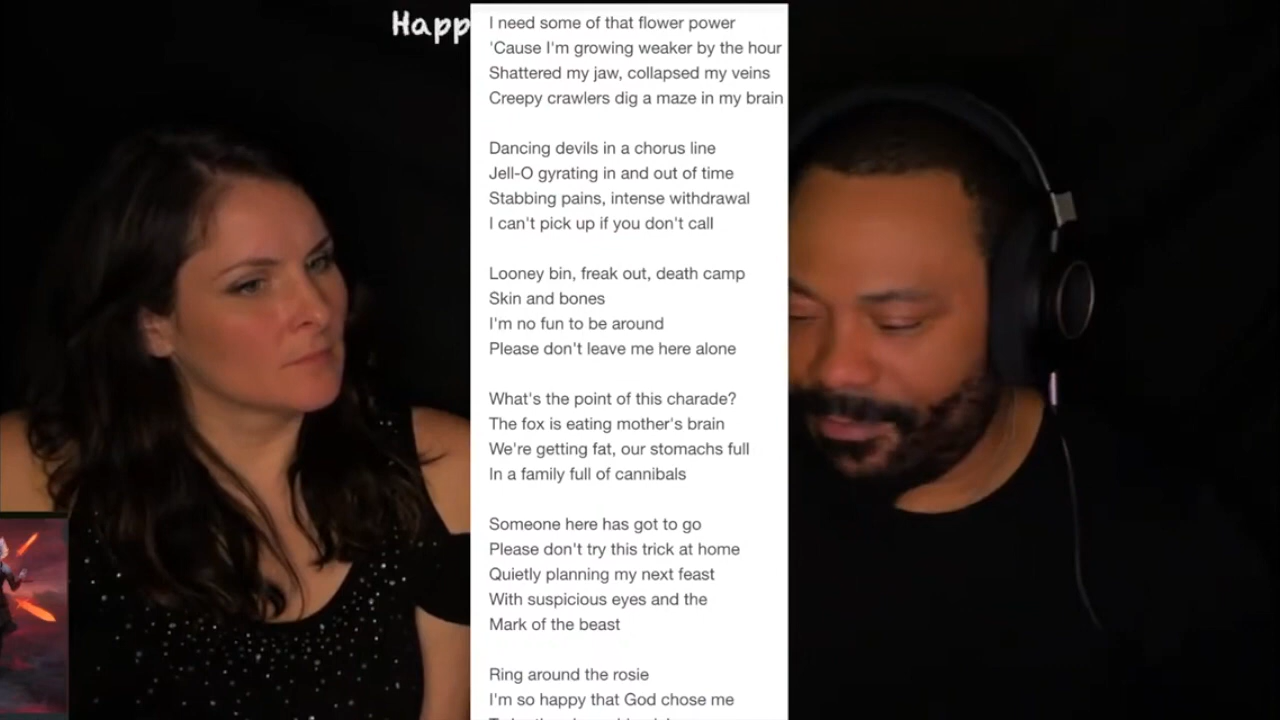 Happ
I need some of that flower power
'Cause I'm growing weaker by the hour
Shattered my jaw, collapsed my veins
Creepy crawlers dig a maze in my brain
Dancing devils in a chorus line
Jell-O gyrating in and out of time
Stabbing pains, intense withdrawal
I can't pick up if you don't call
Looney bin, freak out, death camp
Skin and bones
I'm no fun to be around
Please don't leave me here alone
What's the point of this charade?
The fox is eating mother's brain
We're getting fat, our stomachs full
In a family full of cannibals
Someone here has got to go
Please don't try this trick at home
Quietly planning my next feast
With suspicious eyes and the
Mark of the beast
Ring around the rosie
I'm so happy that God chose me